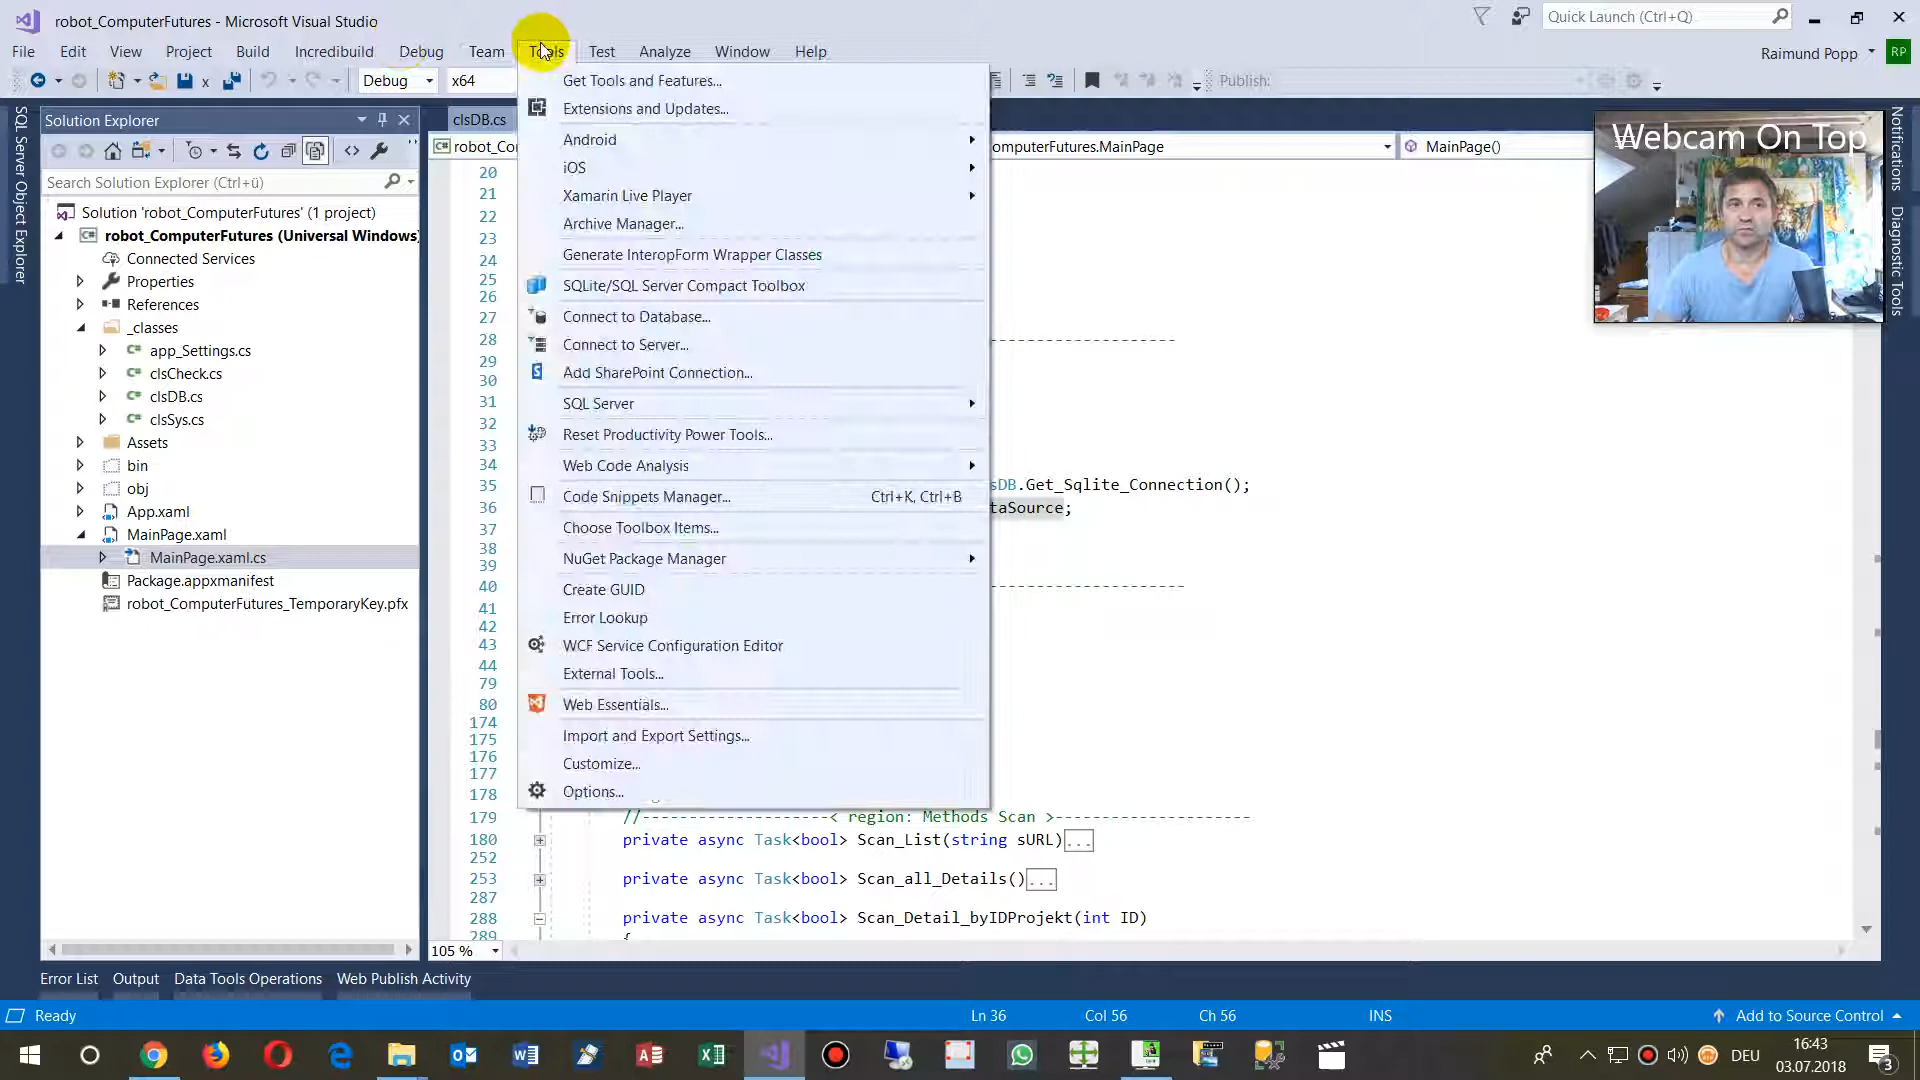 robot_ComputerFutures - Microsoft Visual Studio
Quick Launch (Ctrl+Q)
File Edit View Project Build Incredibuild Debug Team Tools Test Analyze Window Help
Raimund Popp RP
Debug x64
Publish:
Solution Explorer
clsDB.cs
robot_Co
omputerFutures.MainPage
MainPage()
Search Solution Explorer (Ctrl+ü)
Solution 'robot_ComputerFutures' (1 project)
robot_ComputerFutures (Universal Windows)
Connected Services
Properties
References
_classes
app_Settings.cs
clsCheck.cs
clsDB.cs
clsSys.cs
Assets
bin
obj
App.xaml
MainPage.xaml
MainPage.xaml.cs
Package.appxmanifest
robot_ComputerFutures_TemporaryKey.pfx
SQL Server Object Explorer
Get Tools and Features...
Extensions and Updates...
Android
iOS
Xamarin Live Player
Archive Manager...
Generate InteropForm Wrapper Classes
SQLite/SQL Server Compact Toolbox
Connect to Database...
Connect to Server...
Add SharePoint Connection...
SQL Server
Reset Productivity Power Tools...
Web Code Analysis
Code Snippets Manager... Ctrl+K, Ctrl+B
Choose Toolbox Items...
NuGet Package Manager
Create GUID
Error Lookup
WCF Service Configuration Editor
External Tools...
Web Essentials...
Import and Export Settings...
Customize...
Options...
Webcam On Top
Notifications
Diagnostic Tools
20
21
22
23
24
25
26
27
28 --------------------
29
30
31
32
33
34
35 sDB.Get_Sqlite_Connection();
36 taSource;
37
38
39
40 ---------------------
41
42
43
44
79
80
174
175
176
177
178
179 //-------------------< region: Methods Scan >--------------------
180 private async Task<bool> Scan_List(string sURL)...
252
253 private async Task<bool> Scan_all_Details()...
287
288 private async Task<bool> Scan_Detail_byIDProjekt(int ID)
289 {
105 %
Error List Output Data Tools Operations Web Publish Activity
Ready Ln 36 Col 56 Ch 56 INS Add to Source Control
DEU
16:43
03.07.2018
3